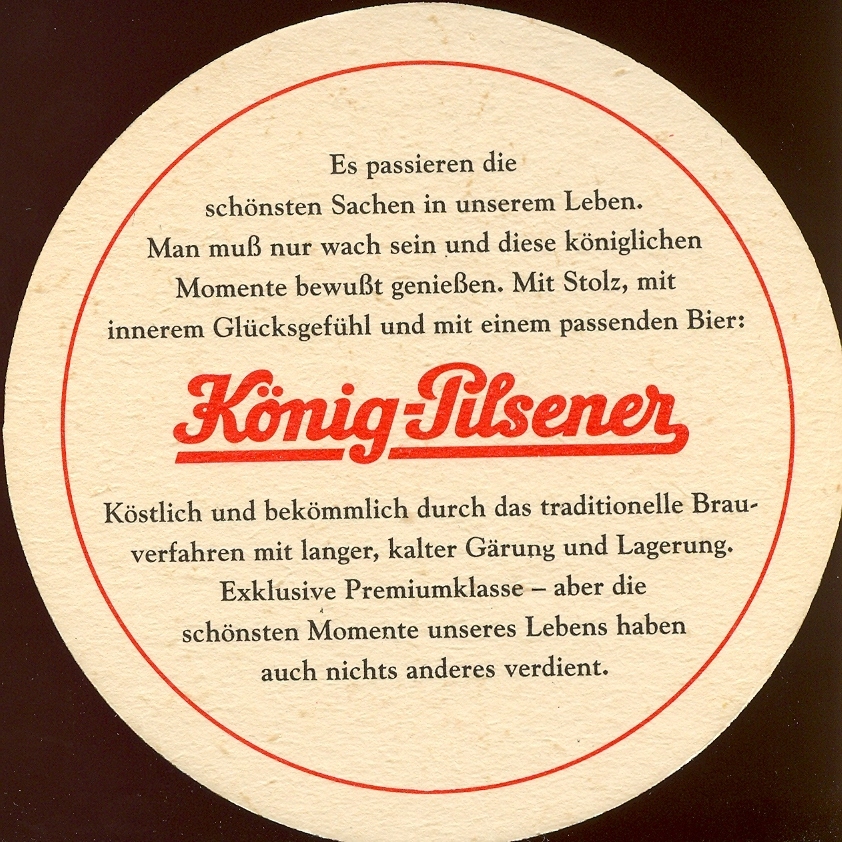 Es passieren die
schönsten Sachen in unserem Leben.
Man muß nur wach sein und diese königlichen
Momente bewußt genießen. Mit Stolz, mit
innerem Glücksgefühl und mit einem passenden Bier:
König-Pilsener
Köstlich und bekömmlich durch das traditionelle Brau-
verfahren mit langer, kalter Gärung und Lagerung.
Exklusive Premiumklasse – aber die
schönsten Momente unseres Lebens haben
auch nichts anderes verdient.